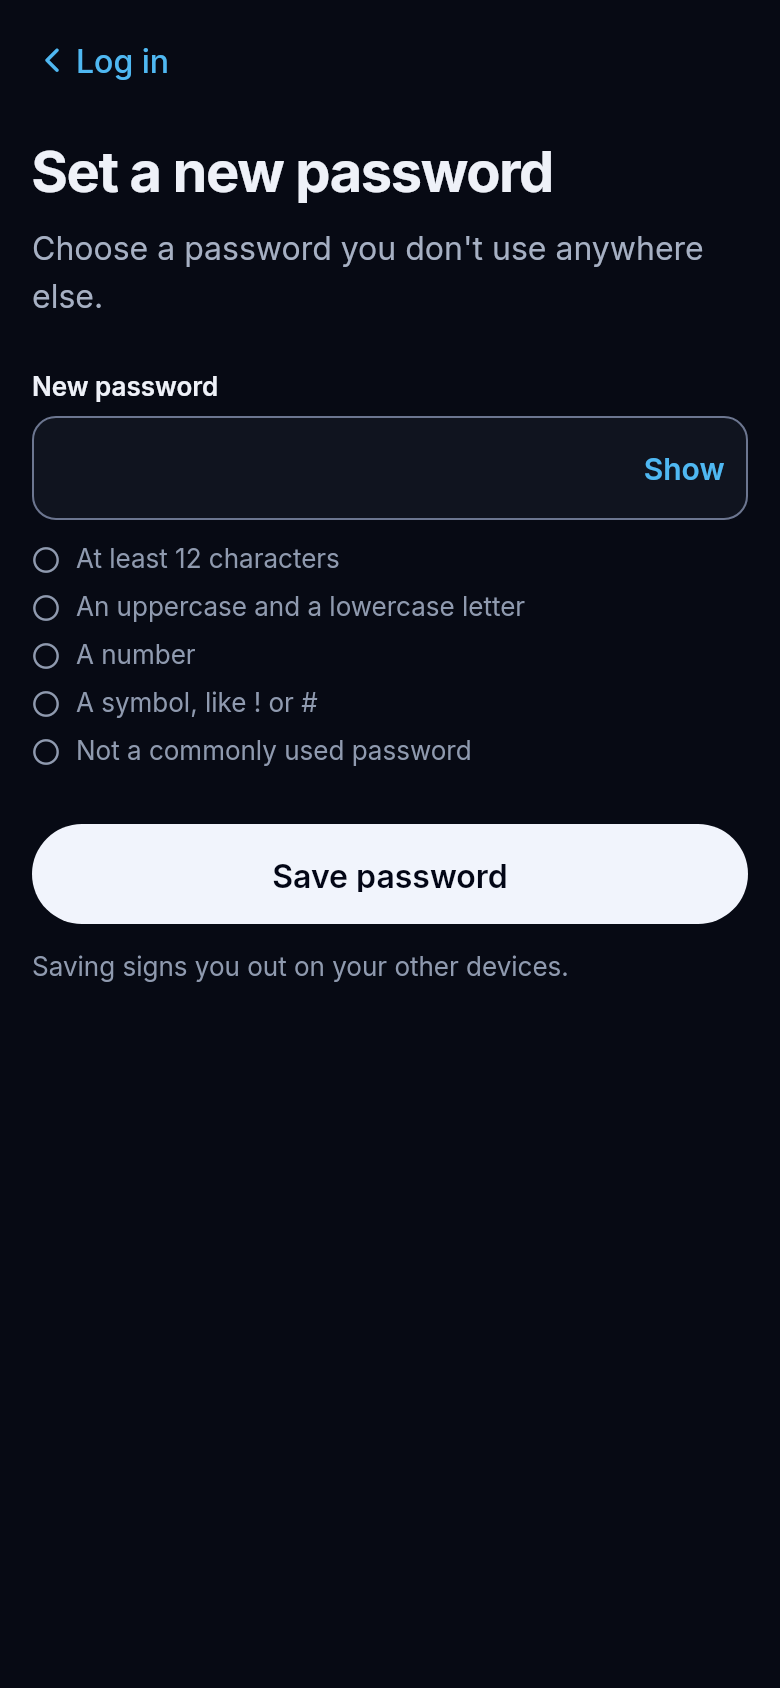 Log in
Set a new password
Choose a password you don't use anywhere
else.
New password
Show
At least 12 characters
An uppercase and a lowercase letter
A number
A symbol, like ! or #
Not a commonly used password
Save password
Saving signs you out on your other devices.